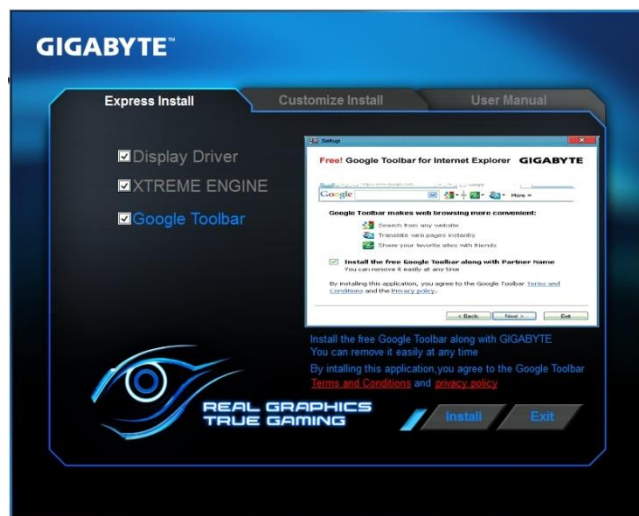 GIGABYTE™
Express Install
Customize Install
User Manual
Display Driver
XTREME ENGINE
Google Toolbar
Setup
Free! Google Toolbar for Internet Explorer GIGABYTE
Google
More »
Google Toolbar makes web browsing more convenient:
Search from any website
Translate web pages instantly
Share your favorite sites with friends
Install the free Google Toolbar along with Partner Name
You can remove it easily at any time
By installing this application, you agree to the Google Toolbar Terms and
Conditions and the Privacy policy.
< Back
Next >
Exit
Install the free Google Toolbar along with GIGABYTE
You can remove it easily at any time
By intalling this application,you agree to the Google Toolbar
Terms and Conditions and privacy policy
REAL GRAPHICS
TRUE GAMING
Install
Exit